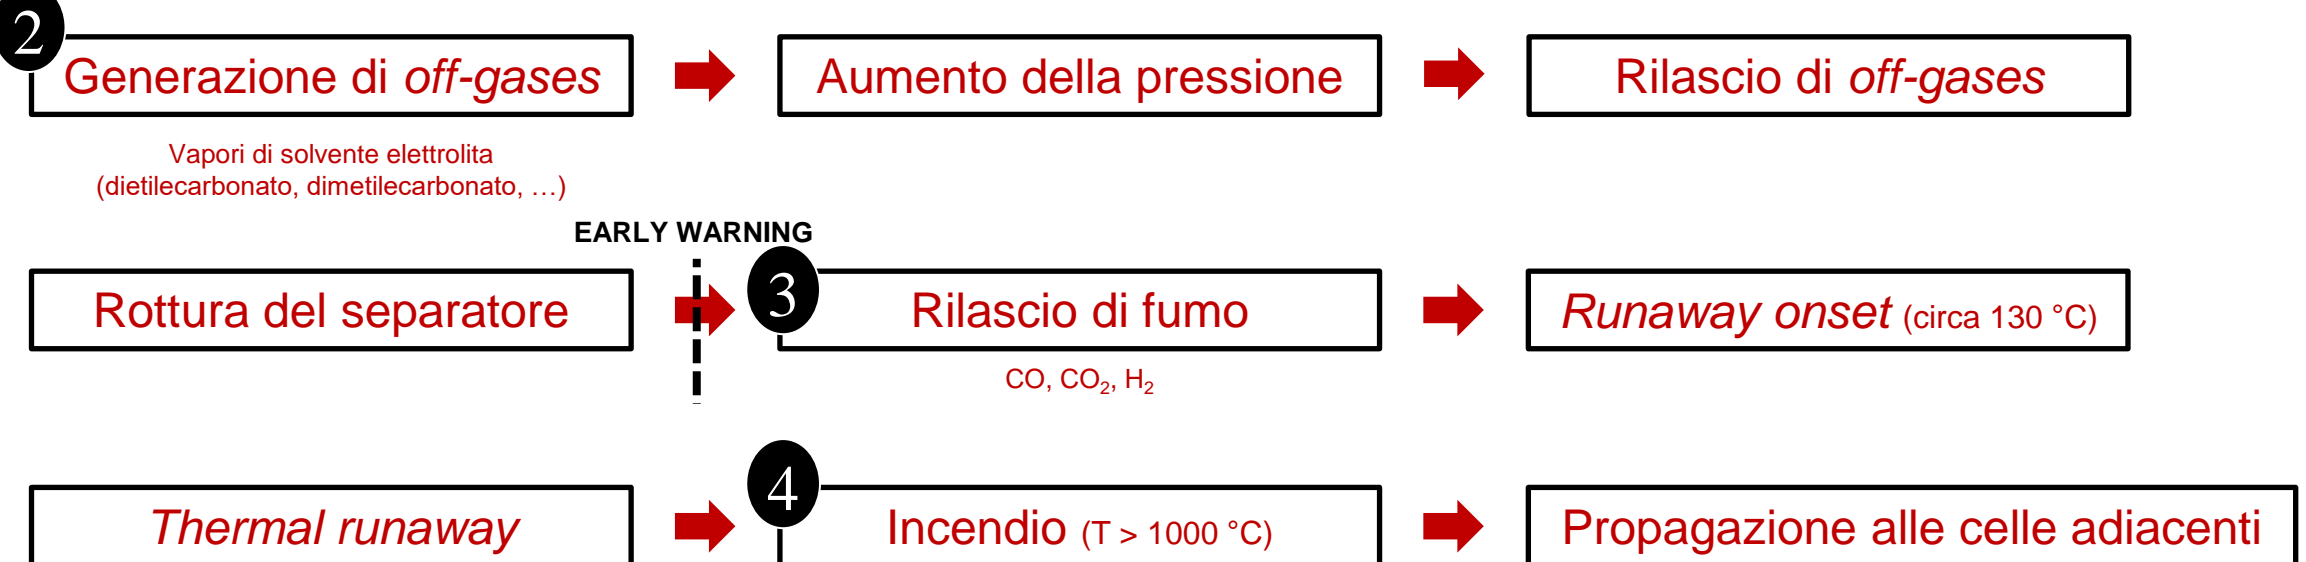 2
Generazione di off-gases
Aumento della pressione
Rilascio di off-gases
Vapori di solvente elettrolita
(dietilecarbonato, dimetilecarbonato, …)
EARLY WARNING
Rottura del separatore
3
Rilascio di fumo
Runaway onset (circa 130 °C)
CO, CO₂, H₂
Thermal runaway
4
Incendio (T > 1000 °C)
Propagazione alle celle adiacenti